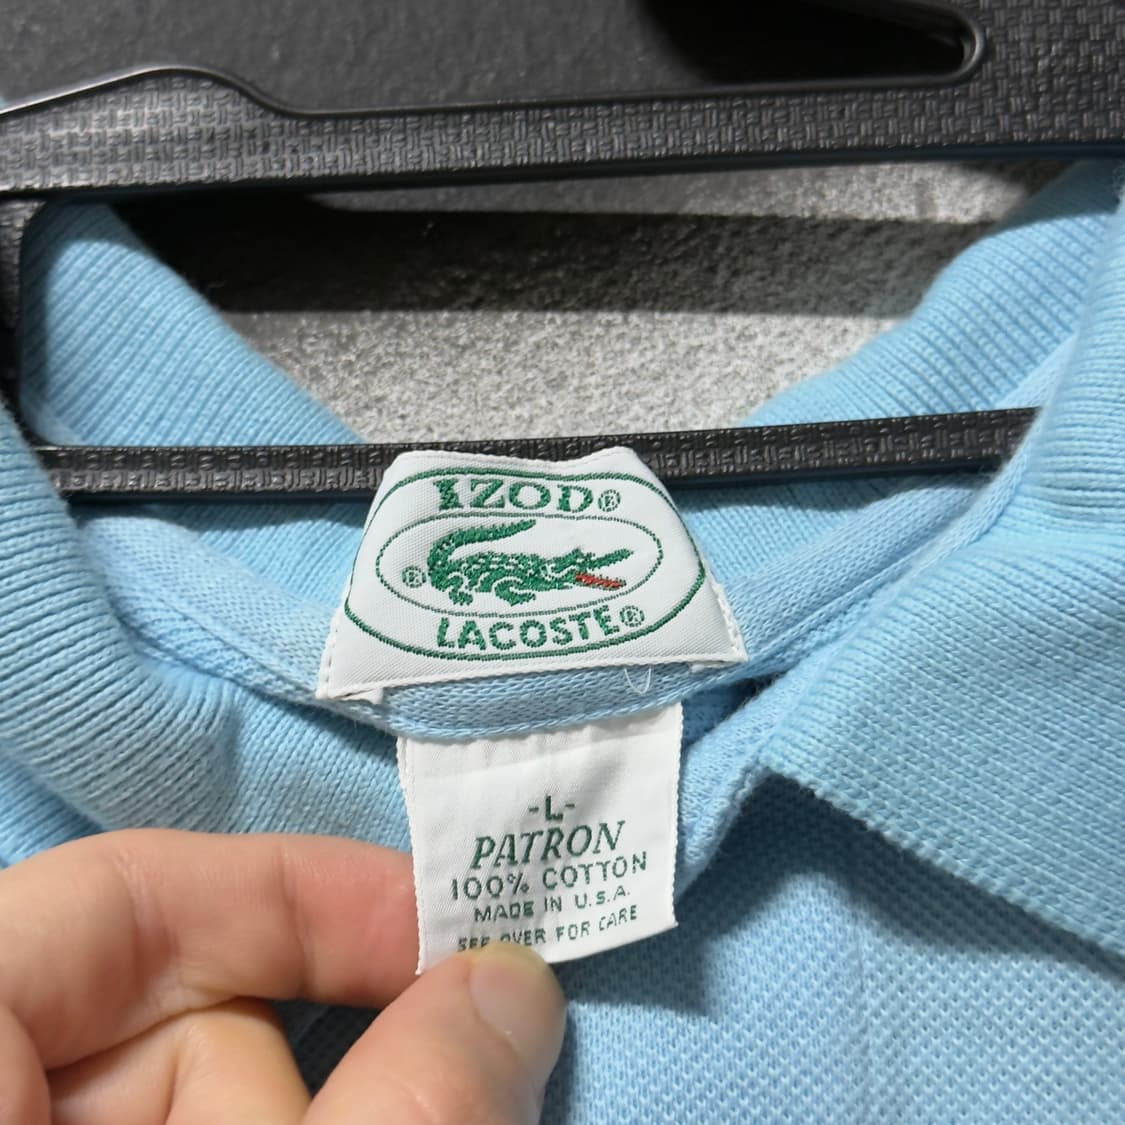 IZOD®
®
LACOSTE®
-L-
PATRON
100% COTTON
MADE IN U.S.A.
SEE OVER FOR CARE